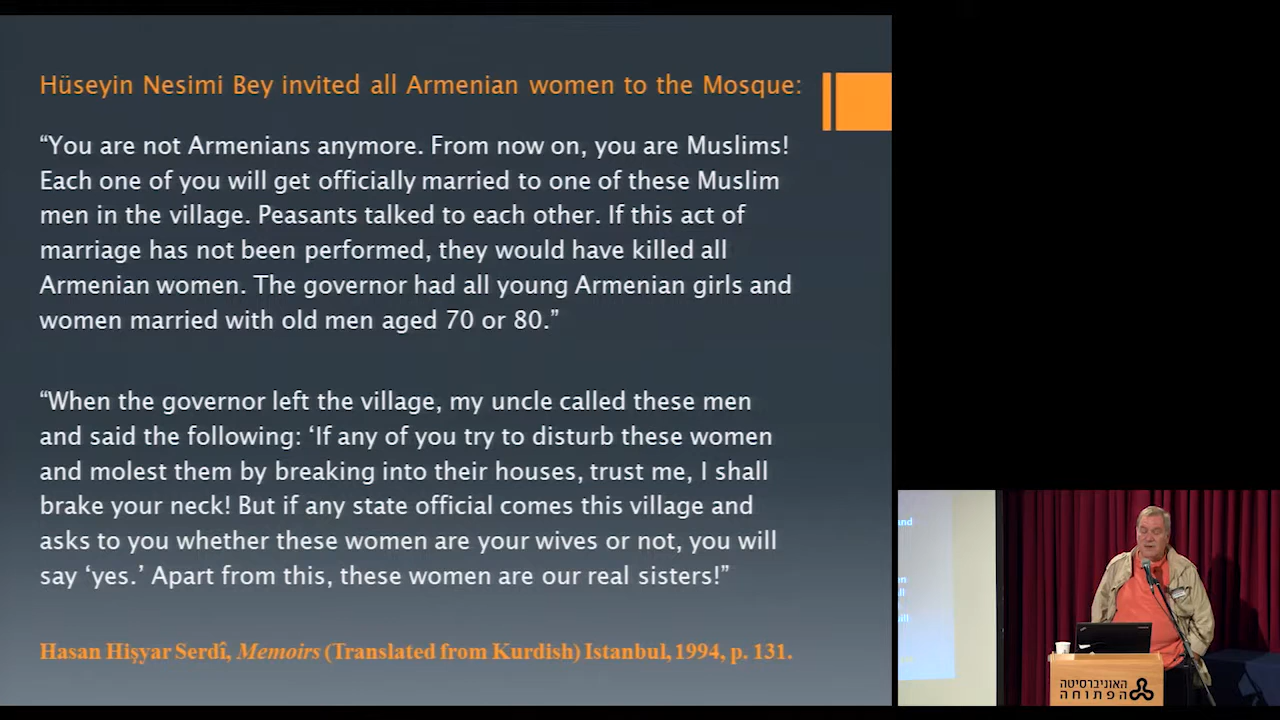 Hüseyin Nesimi Bey invited all Armenian women to the Mosque:
“You are not Armenians anymore. From now on, you are Muslims!
Each one of you will get officially married to one of these Muslim
men in the village. Peasants talked to each other. If this act of
marriage has not been performed, they would have killed all
Armenian women. The governor had all young Armenian girls and
women married with old men aged 70 or 80.”
“When the governor left the village, my uncle called these men
and said the following: ‘If any of you try to disturb these women
and molest them by breaking into their houses, trust me, I shall
brake your neck! But if any state official comes this village and
asks to you whether these women are your wives or not, you will
say ‘yes.’ Apart from this, these women are our real sisters!”
Hasan Hişyar Serdî, Memoirs (Translated from Kurdish) Istanbul, 1994, p. 131.
and
האוניברסיטה
הפתוחה